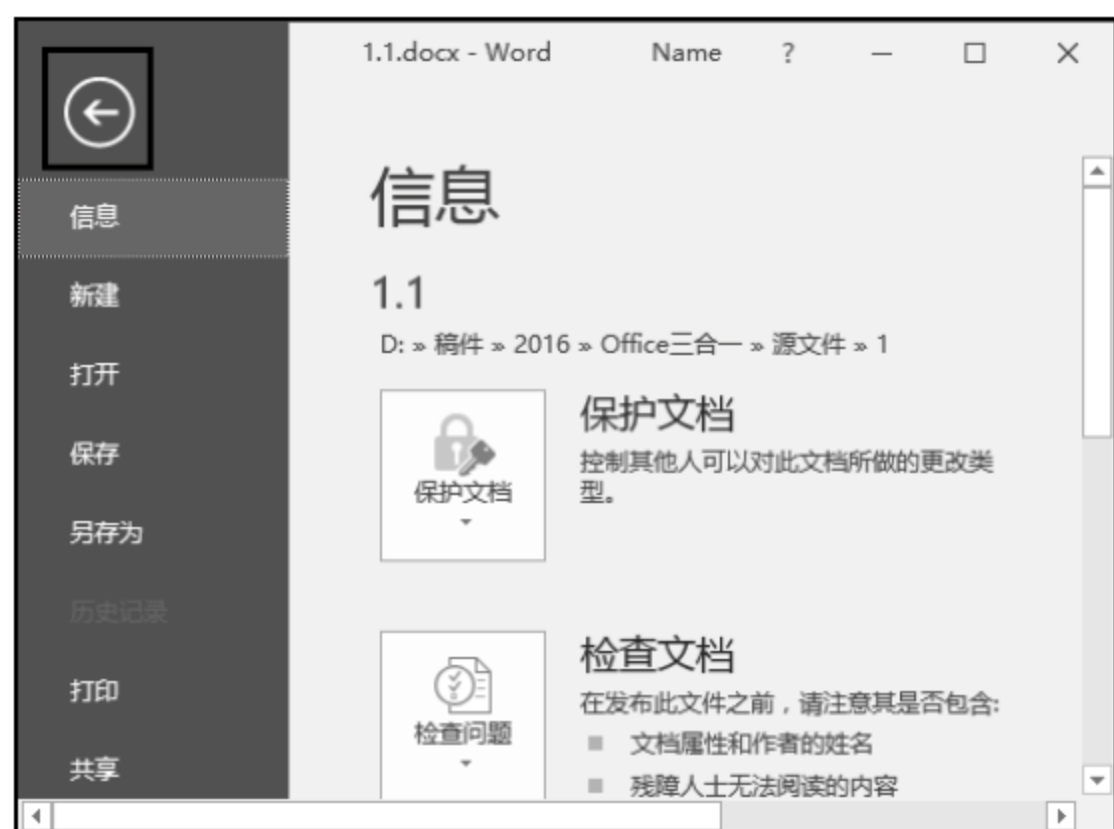 1.1.docx - Word Name ?
信息
新建
打开
保存
另存为
历史记录
打印
共享
信息
1.1
D: » 稿件 » 2016 » Office三合一 » 源文件 » 1
保护文档
保护文档
控制其他人可以对此文档所做的更改类
型。
检查问题
检查文档
在发布此文件之前，请注意其是否包含:
文档属性和作者的姓名
残障人士无法阅读的内容